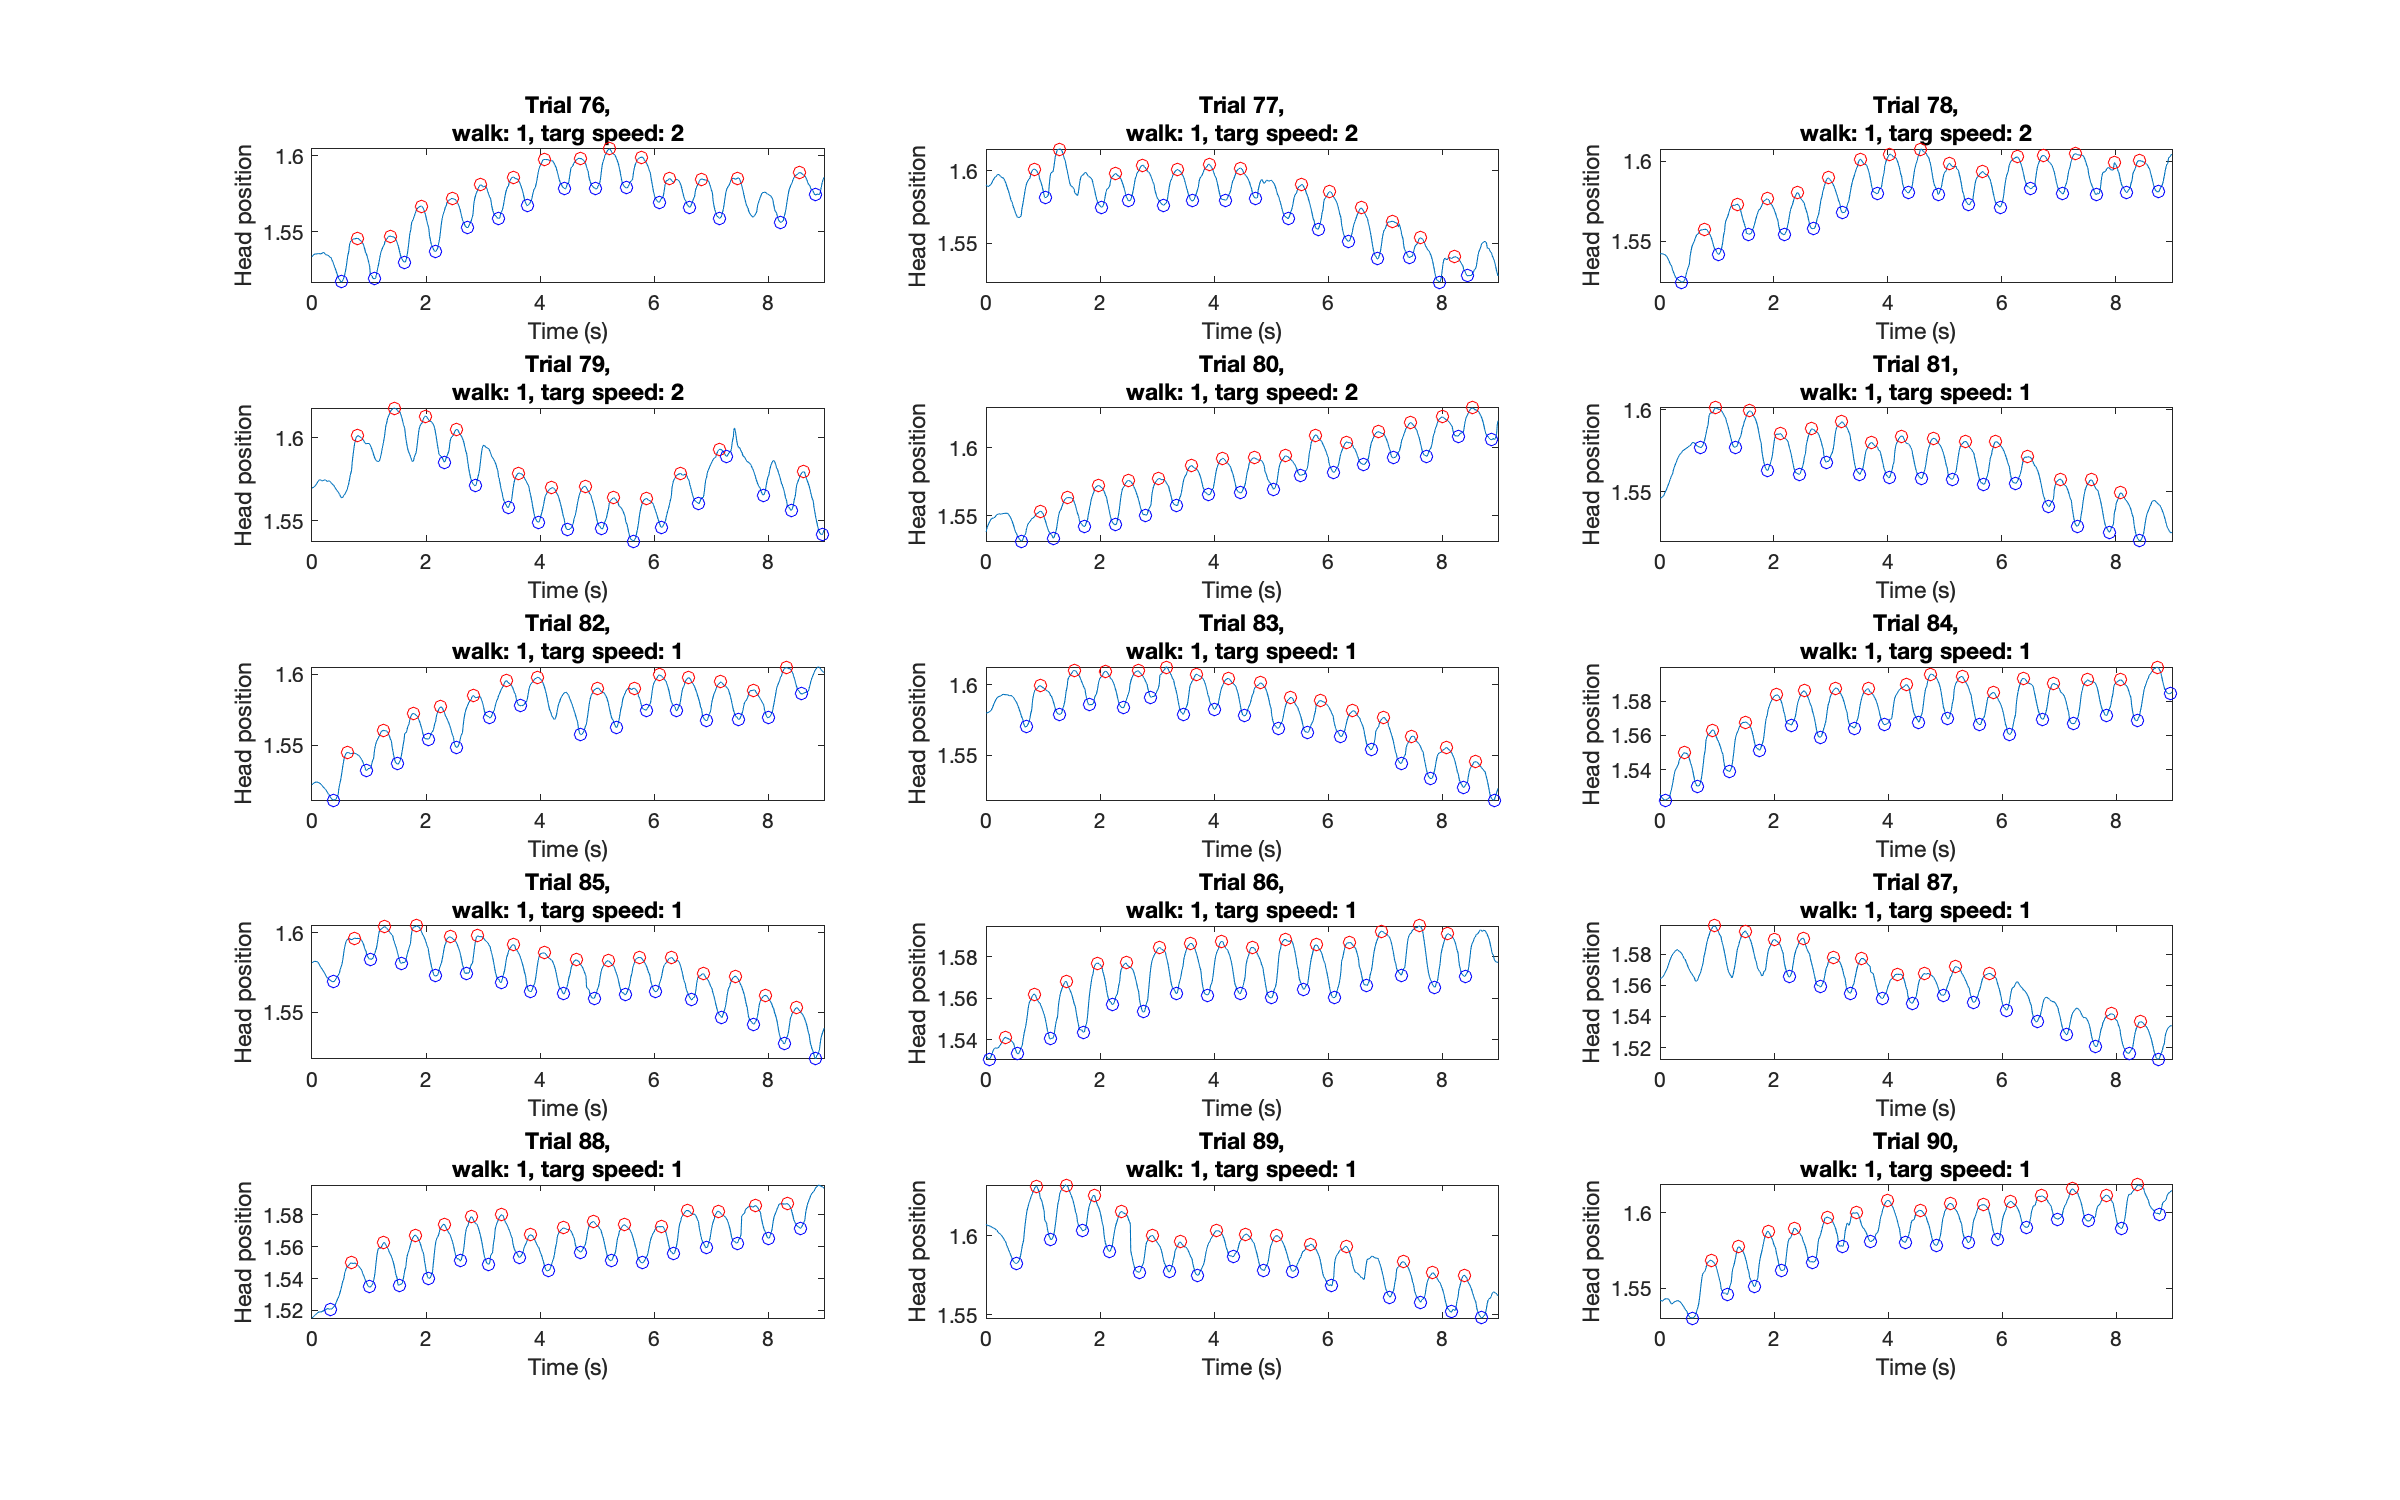 Trial 76,
walk: 1, targ speed: 2
Head position
1.6
1.55
0 2 4 6 8
Time (s)
Trial 77,
walk: 1, targ speed: 2
Head position
1.6
1.55
0 2 4 6 8
Time (s)
Trial 78,
walk: 1, targ speed: 2
Head position
1.6
1.55
0 2 4 6 8
Time (s)
Trial 79,
walk: 1, targ speed: 2
Head position
1.6
1.55
0 2 4 6 8
Time (s)
Trial 80,
walk: 1, targ speed: 2
Head position
1.6
1.55
0 2 4 6 8
Time (s)
Trial 81,
walk: 1, targ speed: 1
Head position
1.6
1.55
0 2 4 6 8
Time (s)
Trial 82,
walk: 1, targ speed: 1
Head position
1.6
1.55
0 2 4 6 8
Time (s)
Trial 83,
walk: 1, targ speed: 1
Head position
1.6
1.55
0 2 4 6 8
Time (s)
Trial 84,
walk: 1, targ speed: 1
Head position
1.58
1.56
1.54
0 2 4 6 8
Time (s)
Trial 85,
walk: 1, targ speed: 1
Head position
1.6
1.55
0 2 4 6 8
Time (s)
Trial 86,
walk: 1, targ speed: 1
Head position
1.58
1.56
1.54
0 2 4 6 8
Time (s)
Trial 87,
walk: 1, targ speed: 1
Head position
1.58
1.56
1.54
1.52
0 2 4 6 8
Time (s)
Trial 88,
walk: 1, targ speed: 1
Head position
1.58
1.56
1.54
1.52
0 2 4 6 8
Time (s)
Trial 89,
walk: 1, targ speed: 1
Head position
1.6
1.55
0 2 4 6 8
Time (s)
Trial 90,
walk: 1, targ speed: 1
Head position
1.6
1.55
0 2 4 6 8
Time (s)